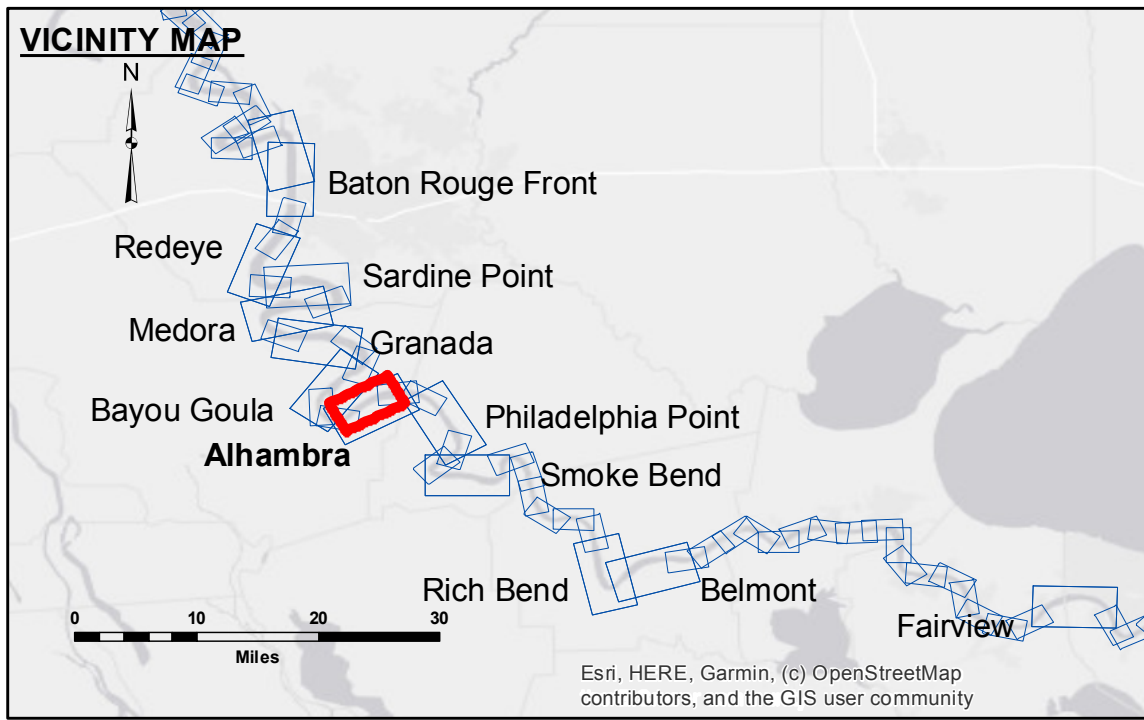 VICINITY MAP
N
Baton Rouge Front
Redeye
Sardine Point
Medora
Granada
Bayou Goula
Philadelphia Point
Alhambra
Smoke Bend
Rich Bend
Belmont
Fairview
0 10 20 30
Miles
Esri, HERE, Garmin, (c) OpenStreetMap
contributors, and the GIS user community